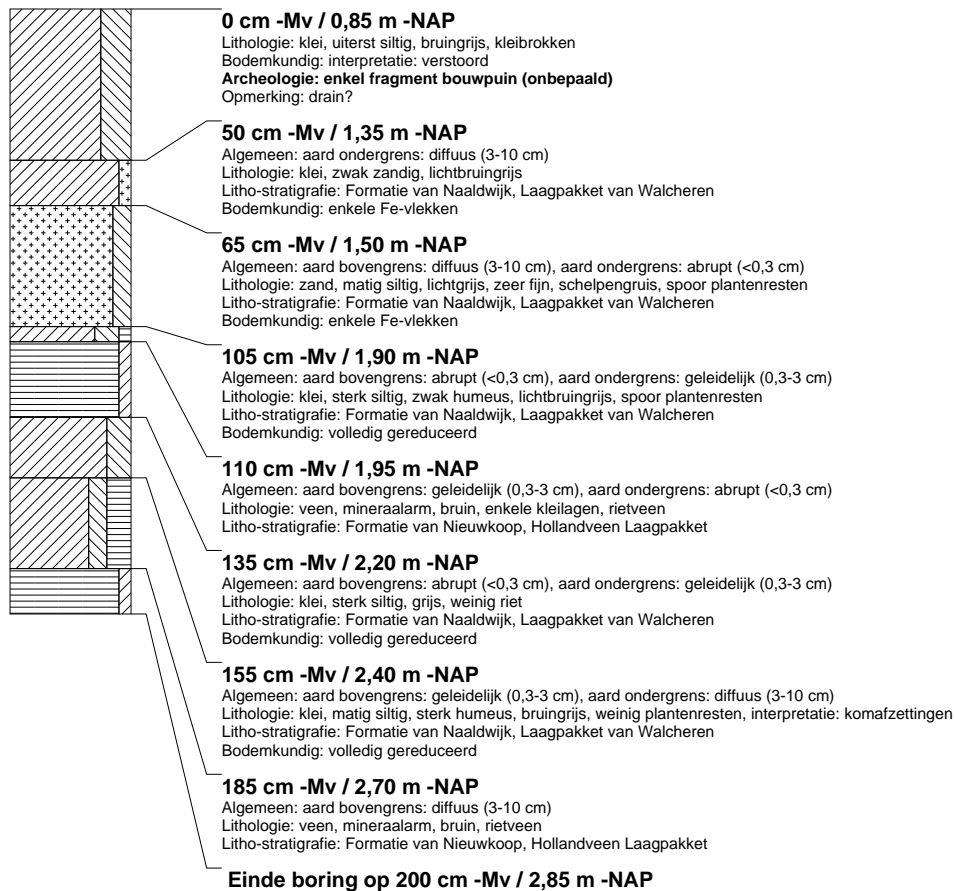 0 cm -Mv / 0,85 m -NAP
Lithologie: klei, uiterst siltig, bruingrijs, kleibrokken
Bodemkundig: interpretatie: verstoord
Archeologie: enkel fragment bouwpuin (onbepaald)
Opmerking: drain?
50 cm -Mv / 1,35 m -NAP
Algemeen: aard ondergrens: diffuus (3-10 cm)
Lithologie: klei, zwak zandig, lichtbruingrijs
Litho-stratigrafie: Formatie van Naaldwijk, Laagpakket van Walcheren
Bodemkundig: enkele Fe-vlekken
65 cm -Mv / 1,50 m -NAP
Algemeen: aard bovengrens: diffuus (3-10 cm), aard ondergrens: abrupt (<0,3 cm)
Lithologie: zand, matig siltig, lichtgrijs, zeer fijn, schelpengruis, spoor plantenresten
Litho-stratigrafie: Formatie van Naaldwijk, Laagpakket van Walcheren
Bodemkundig: enkele Fe-vlekken
105 cm -Mv / 1,90 m -NAP
Algemeen: aard bovengrens: abrupt (<0,3 cm), aard ondergrens: geleidelijk (0,3-3 cm)
Lithologie: klei, sterk siltig, zwak humeus, lichtbruingrijs, spoor plantenresten
Litho-stratigrafie: Formatie van Naaldwijk, Laagpakket van Walcheren
Bodemkundig: volledig gereduceerd
110 cm -Mv / 1,95 m -NAP
Algemeen: aard bovengrens: geleidelijk (0,3-3 cm), aard ondergrens: abrupt (<0,3 cm)
Lithologie: veen, mineraalarm, bruin, enkele kleilagen, rietveen
Litho-stratigrafie: Formatie van Nieuwkoop, Hollandveen Laagpakket
135 cm -Mv / 2,20 m -NAP
Algemeen: aard bovengrens: abrupt (<0,3 cm), aard ondergrens: geleidelijk (0,3-3 cm)
Lithologie: klei, sterk siltig, grijs, weinig riet
Litho-stratigrafie: Formatie van Naaldwijk, Laagpakket van Walcheren
Bodemkundig: volledig gereduceerd
155 cm -Mv / 2,40 m -NAP
Algemeen: aard bovengrens: geleidelijk (0,3-3 cm), aard ondergrens: diffuus (3-10 cm)
Lithologie: klei, matig siltig, sterk humeus, bruingrijs, weinig plantenresten, interpretatie: komafzettingen
Litho-stratigrafie: Formatie van Naaldwijk, Laagpakket van Walcheren
Bodemkundig: volledig gereduceerd
185 cm -Mv / 2,70 m -NAP
Algemeen: aard bovengrens: diffuus (3-10 cm)
Lithologie: veen, mineraalarm, bruin, rietveen
Litho-stratigrafie: Formatie van Nieuwkoop, Hollandveen Laagpakket
Einde boring op 200 cm -Mv / 2,85 m -NAP